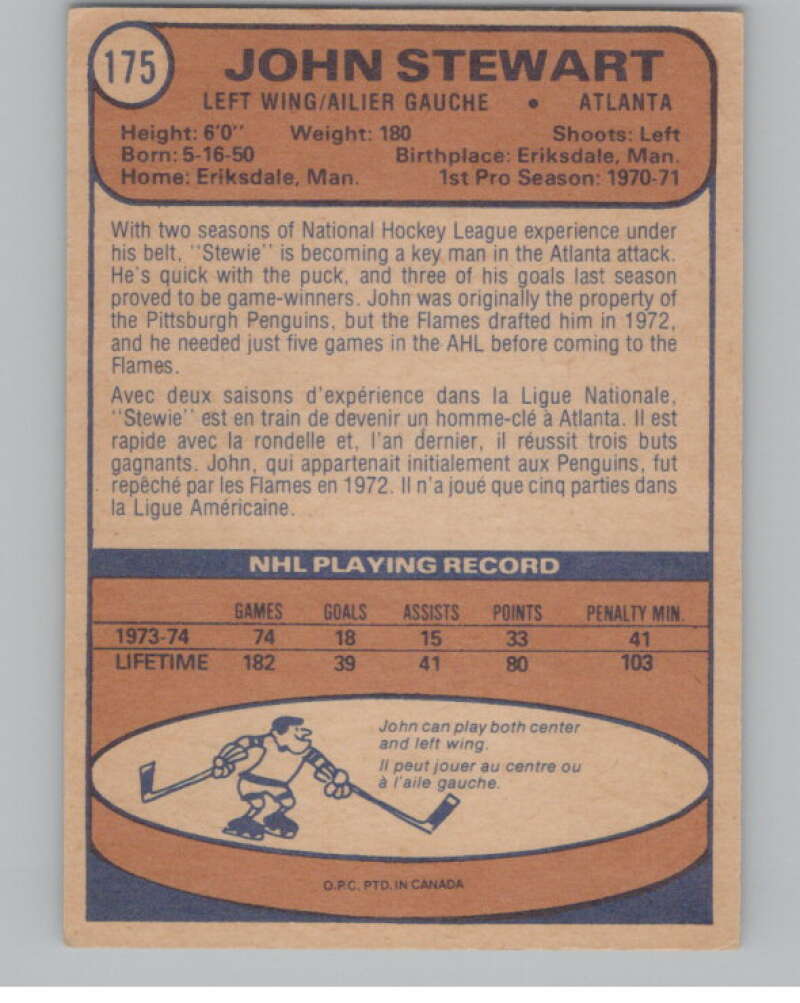 175
JOHN STEWART
LEFT WING/AILIER GAUCHE • ATLANTA
Height: 6'0" Weight: 180 Shoots: Left
Born: 5-16-50 Birthplace: Eriksdale, Man.
Home: Eriksdale, Man. 1st Pro Season: 1970-71
With two seasons of National Hockey League experience under
his belt, "Stewie" is becoming a key man in the Atlanta attack.
He's quick with the puck, and three of his goals last season
proved to be game-winners. John was originally the property of
the Pittsburgh Penguins, but the Flames drafted him in 1972,
and he needed just five games in the AHL before coming to the
Flames.
Avec deux saisons d'expérience dans la Ligue Nationale,
"Stewie" est en train de devenir un homme-clé à Atlanta. Il est
rapide avec la rondelle et, l'an dernier, il réussit trois buts
gagnants. John, qui appartenait initialement aux Penguins, fut
repêché par les Flames en 1972. Il n'a joué que cinq parties dans
la Ligue Américaine.
NHL PLAYING RECORD
GAMES GOALS ASSISTS POINTS PENALTY MIN.
1973-74 74 18 15 33 41
LIFETIME 182 39 41 80 103
John can play both center
and left wing.
Il peut jouer au centre ou
à l'aile gauche.
O.P.C. PTD. IN CANADA